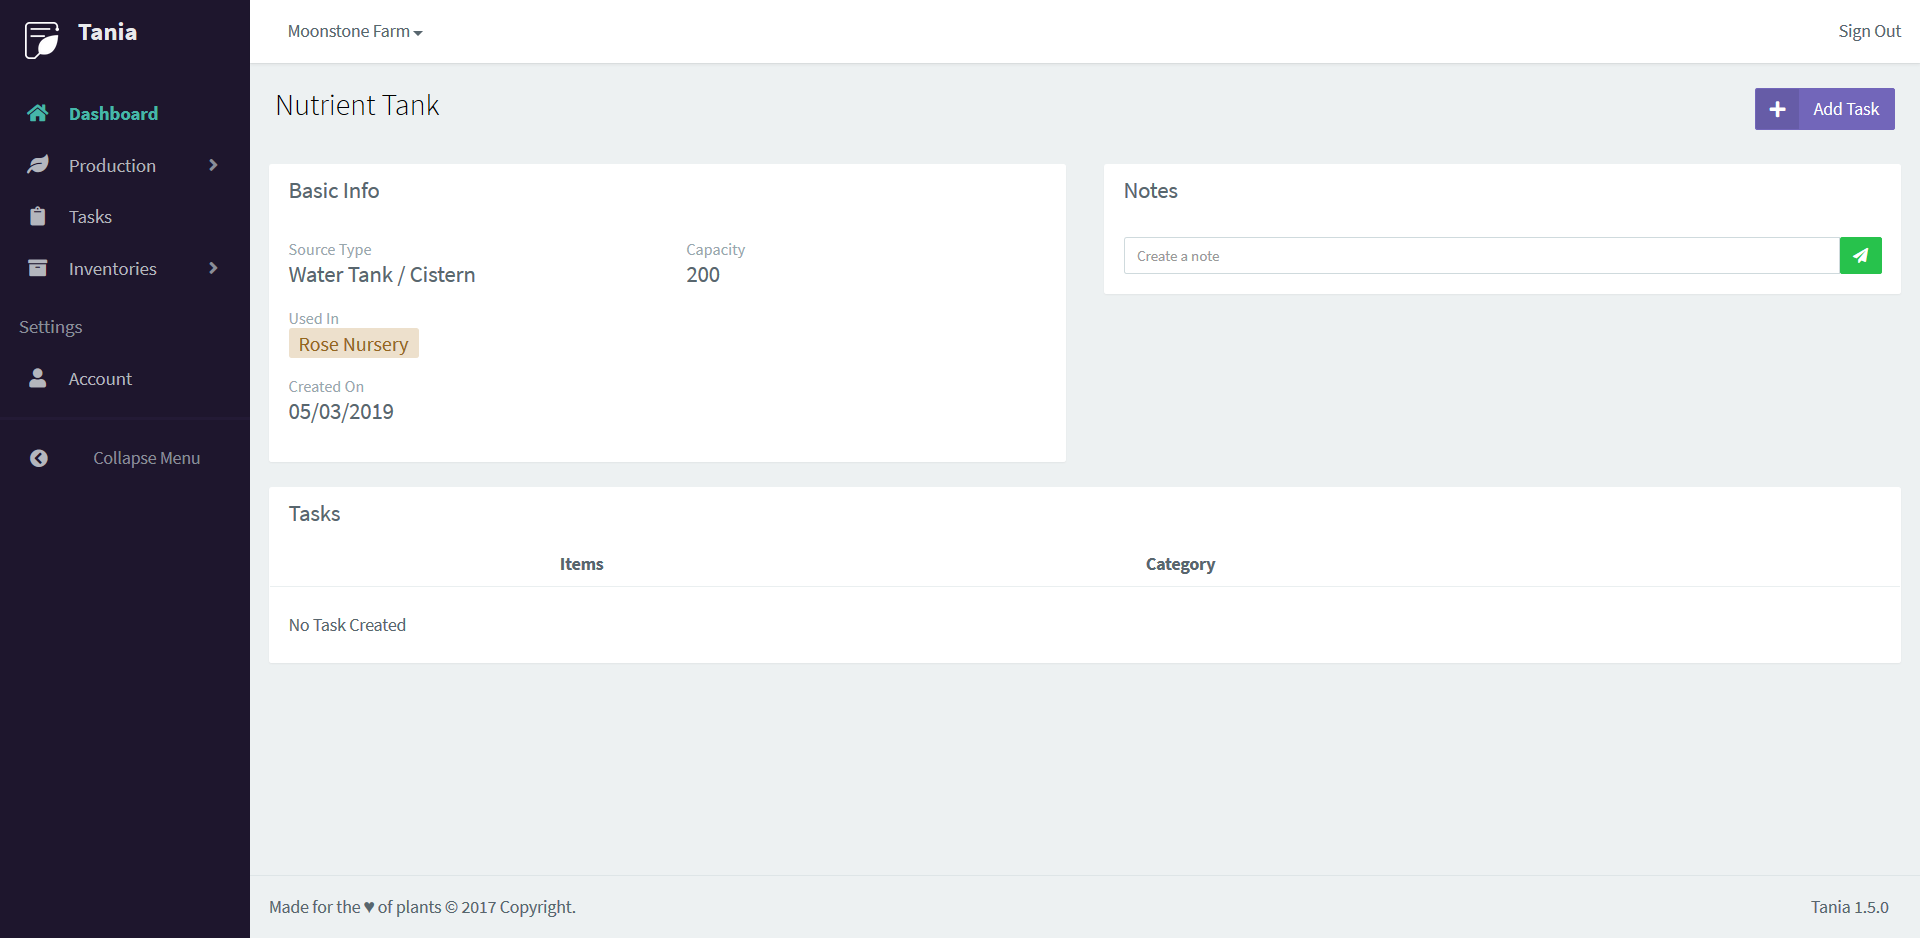 Tania
Moonstone Farm
Sign Out
Dashboard
Production
Tasks
Inventories
Settings
Account
Collapse Menu
Nutrient Tank
Add Task
Basic Info
Source Type
Water Tank / Cistern
Capacity
200
Used In
Rose Nursery
Created On
05/03/2019
Notes
Create a note
Tasks
Items
Category
No Task Created
Made for the ♥ of plants © 2017 Copyright.
Tania 1.5.0